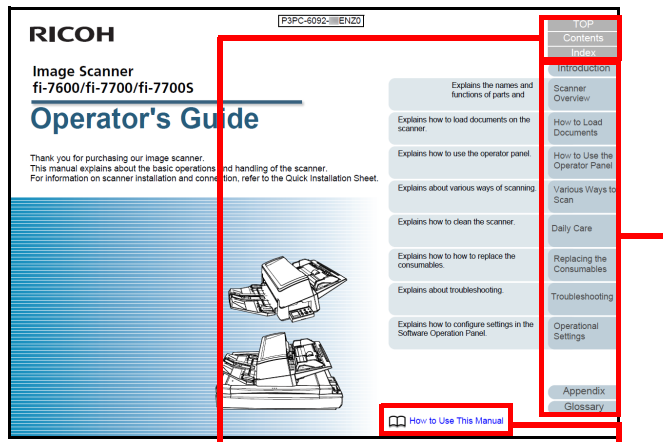 P3PC-6092- ENZ0
RICOH
Image Scanner
fi-7600/fi-7700/fi-7700S
Operator's Guide
Thank you for purchasing our image scanner.
This manual explains about the basic operations and handling of the scanner.
For information on scanner installation and connection, refer to the Quick Installation Sheet.
TOP
Contents
Index
Introduction
Explains the names and
functions of parts and
Scanner
Overview
Explains how to load documents on the
scanner.
How to Load
Documents
Explains how to use the operator panel.
How to Use the
Operator Panel
Explains about various ways of scanning.
Various Ways to
Scan
Explains how to clean the scanner.
Daily Care
Explains how to how to replace the
consumables.
Replacing the
Consumables
Explains about troubleshooting.
Troubleshooting
Explains how to configure settings in the
Software Operation Panel.
Operational
Settings
Appendix
Glossary
How to Use This Manual